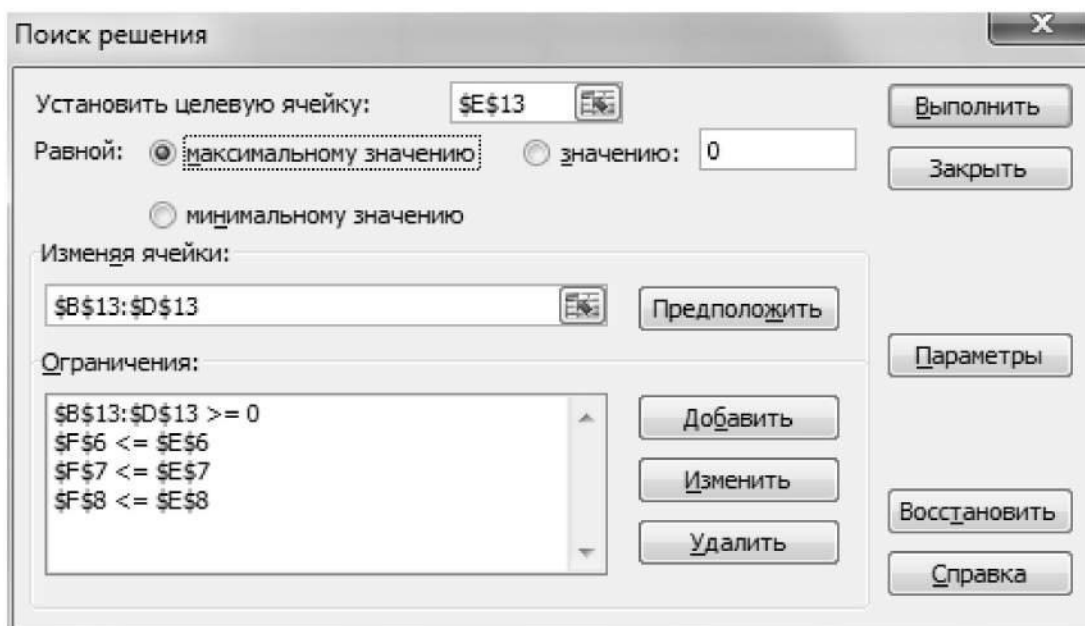 Поиск решения
X
Установить целевую ячейку: $E$13
Выполнить
Равной: максимальному значению значению: 0
Закрыть
минимальному значению
Изменяя ячейки:
$B$13:$D$13
Предположить
Параметры
Ограничения:
$B$13:$D$13 >= 0
$F$6 <= $E$6
$F$7 <= $E$7
$F$8 <= $E$8
Добавить
Изменить
Удалить
Восстановить
Справка